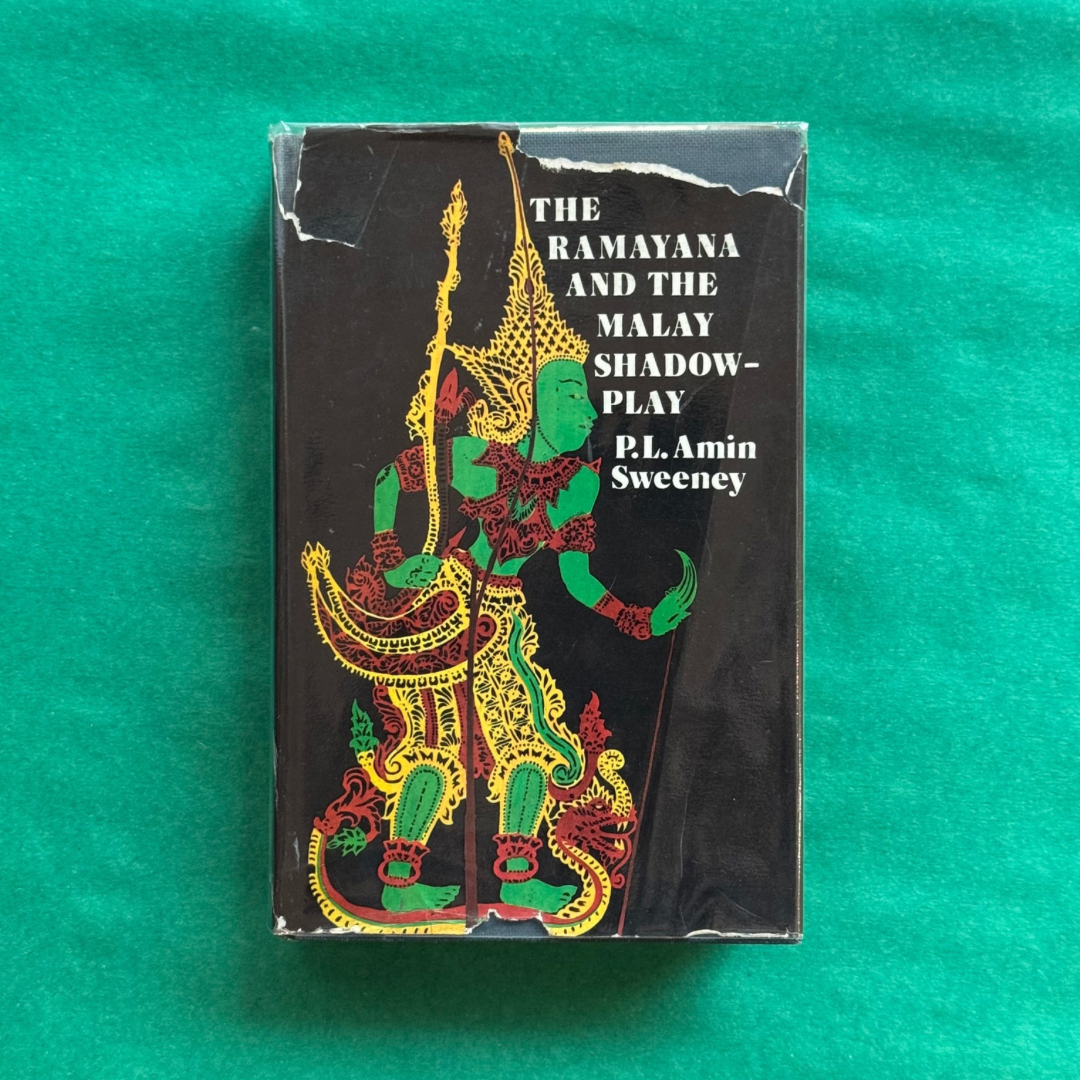 THE
RAMAYANA
AND THE
MALAY
SHADOW-
PLAY
P.L. Amin
Sweeney